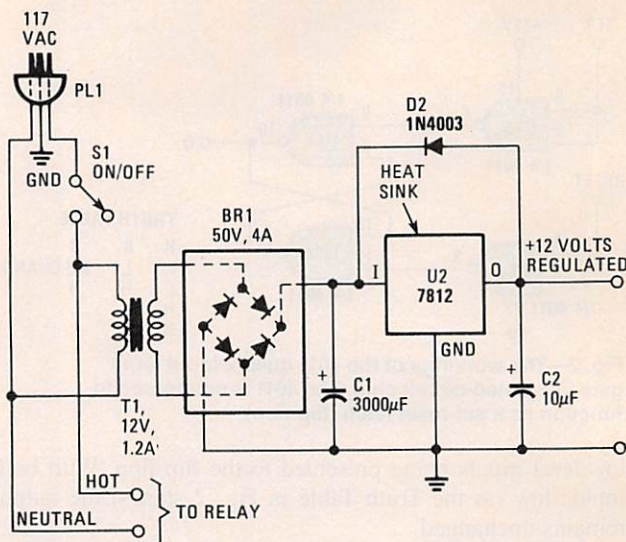 117
VAC
PL1
S1
ON/OFF
GND
D2
1N4003
HEAT
SINK
BR1
50V, 4A
+12 VOLTS
REGULATED
I
U2
7812
O
GND
C1
3000µF
+
C2
10µF
T1,
12V,
1.2A
HOT
NEUTRAL
TO RELAY